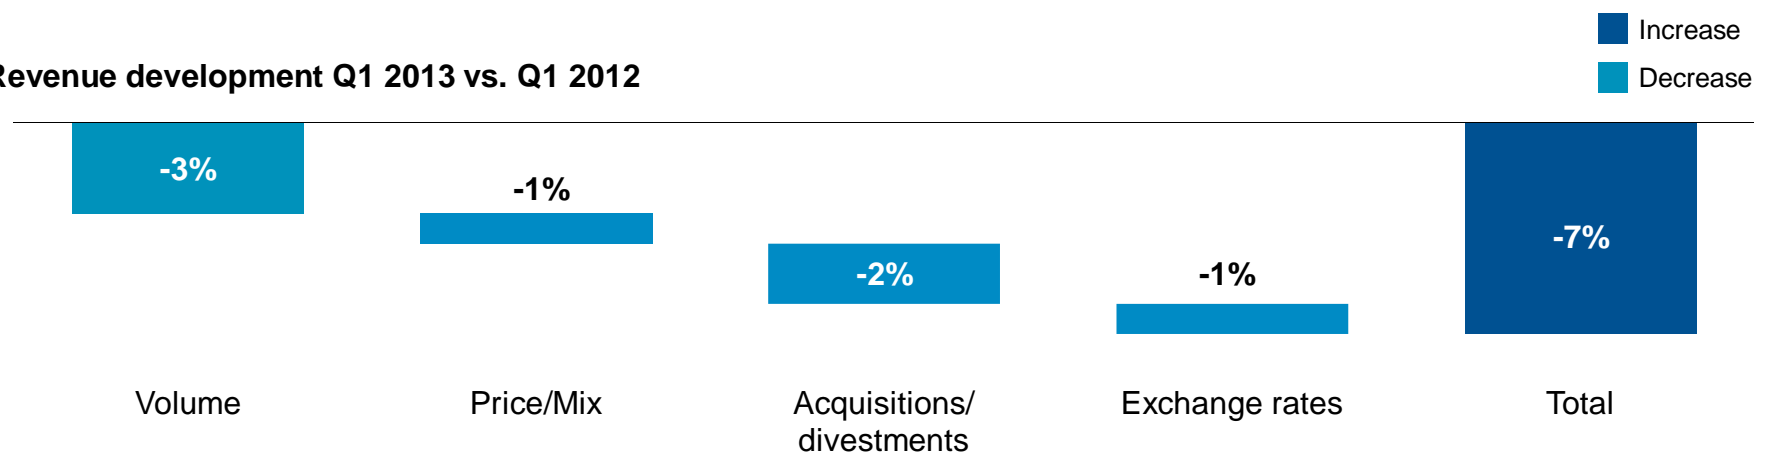 Increase
Revenue development Q1 2013 vs. Q1 2012
Decrease
-3%
-1%
-2%
-1%
-7%
Volume
Price/Mix
Acquisitions/
divestments
Exchange rates
Total